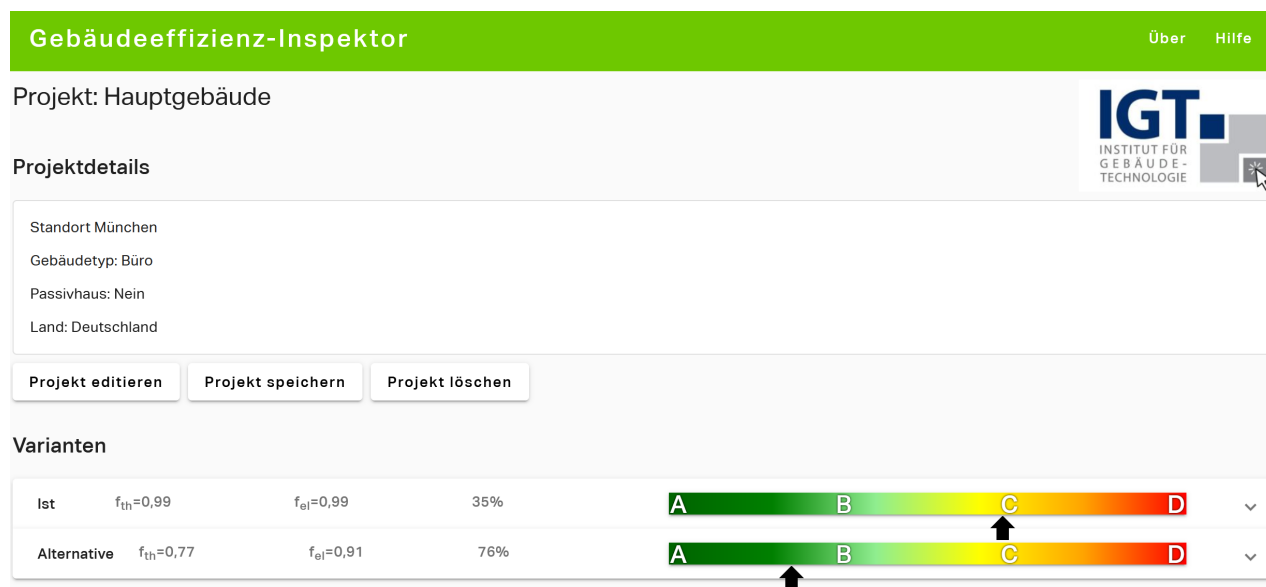 Gebäudeeffizienz-Inspektor Über Hilfe
Projekt: Hauptgebäude
IGT
INSTITUT FÜR
GEBÄUDE-
TECHNOLOGIE
Projektdetails
Standort München
Gebäudetyp: Büro
Passivhaus: Nein
Land: Deutschland
Projekt editieren Projekt speichern Projekt löschen
Varianten
Ist fth=0,99 fel=0,99 35% A B C D
Alternative fth=0,77 fel=0,91 76% A B C D